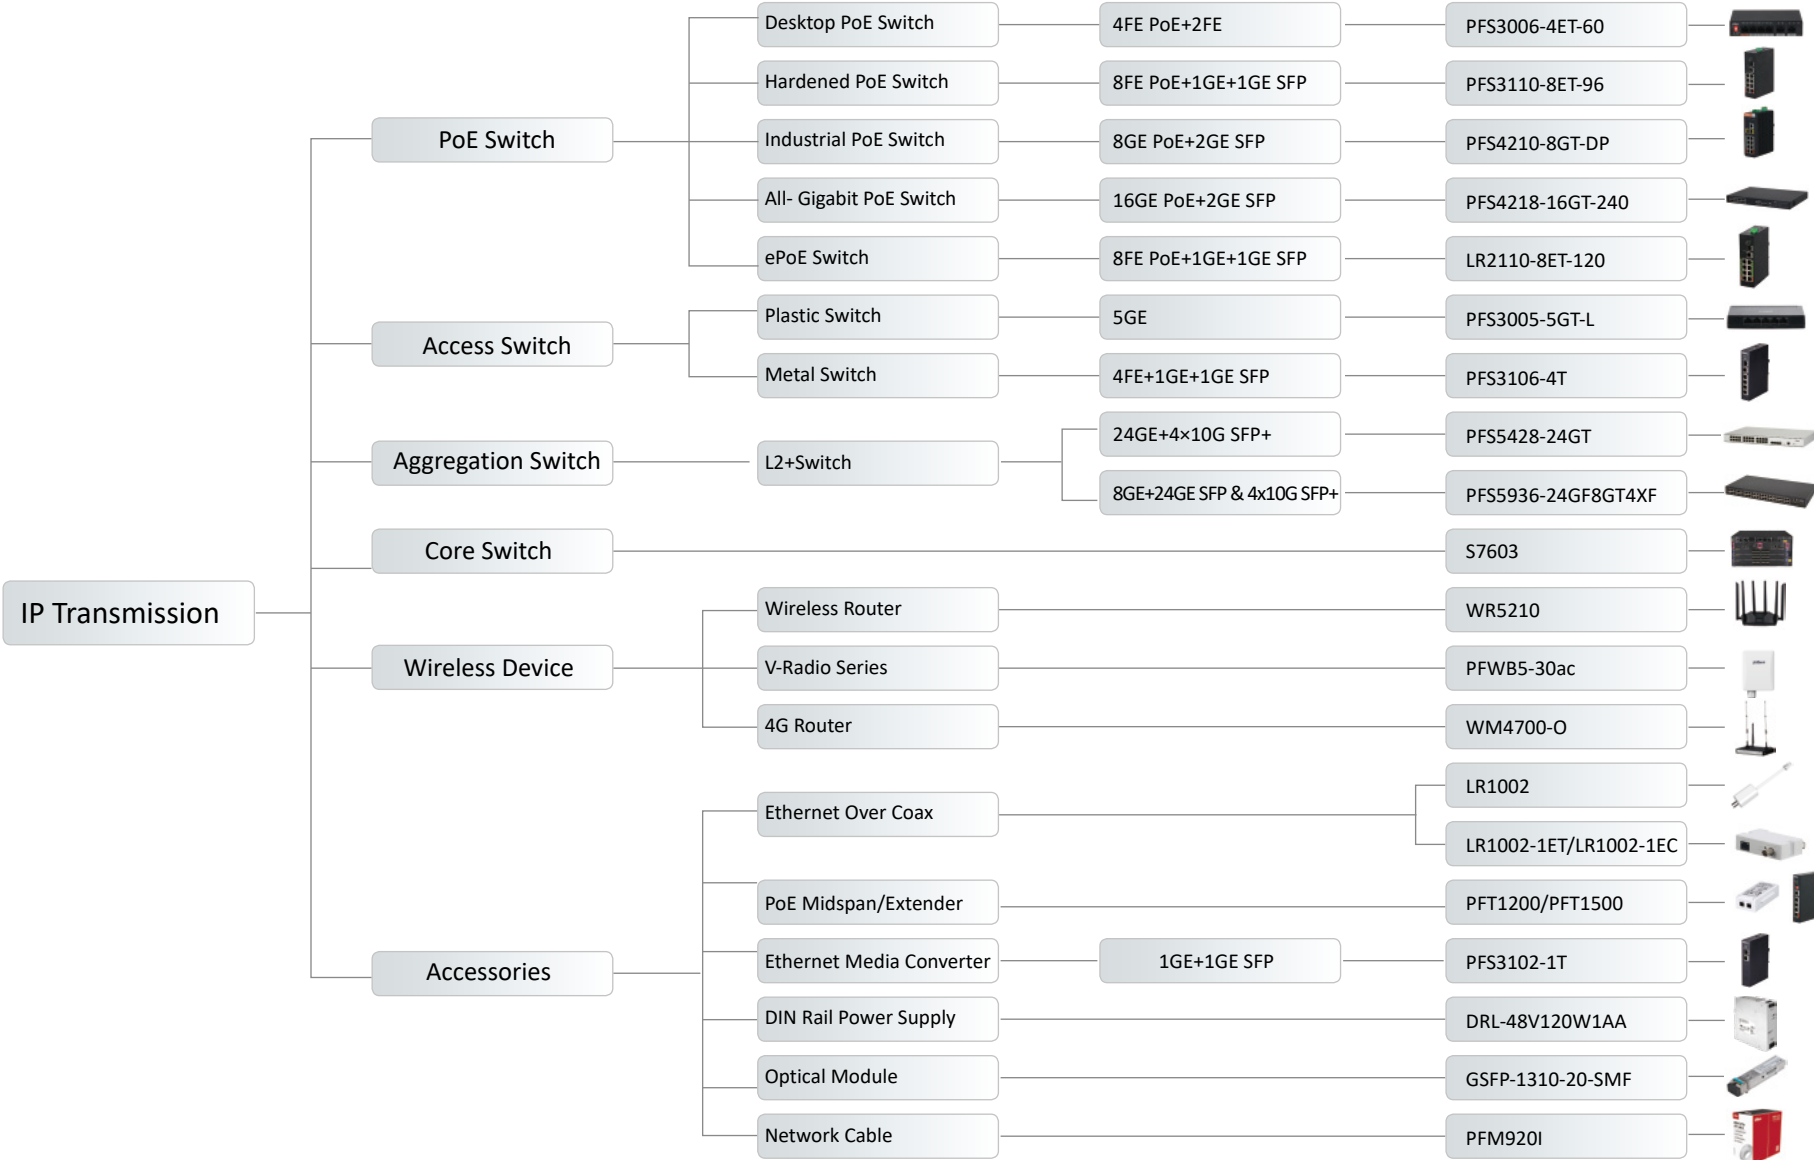 Desktop PoE Switch
4FE PoE+2FE
PFS3006-4ET-60
Hardened PoE Switch
8FE PoE+1GE+1GE SFP
PFS3110-8ET-96
PoE Switch
Industrial PoE Switch
8GE PoE+2GE SFP
PFS4210-8GT-DP
All- Gigabit PoE Switch
16GE PoE+2GE SFP
PFS4218-16GT-240
ePoE Switch
8FE PoE+1GE+1GE SFP
LR2110-8ET-120
Plastic Switch
5GE
PFS3005-5GT-L
Access Switch
Metal Switch
4FE+1GE+1GE SFP
PFS3106-4T
24GE+4×10G SFP+
PFS5428-24GT
Aggregation Switch
L2+Switch
8GE+24GE SFP & 4x10G SFP+
PFS5936-24GF8GT4XF
Core Switch
S7603
IP Transmission
Wireless Router
WR5210
Wireless Device
V-Radio Series
PFWB5-30ac
4G Router
WM4700-O
LR1002
Ethernet Over Coax
LR1002-1ET/LR1002-1EC
PoE Midspan/Extender
PFT1200/PFT1500
Accessories
Ethernet Media Converter
1GE+1GE SFP
PFS3102-1T
DIN Rail Power Supply
DRL-48V120W1AA
Optical Module
GSFP-1310-20-SMF
Network Cable
PFM920I